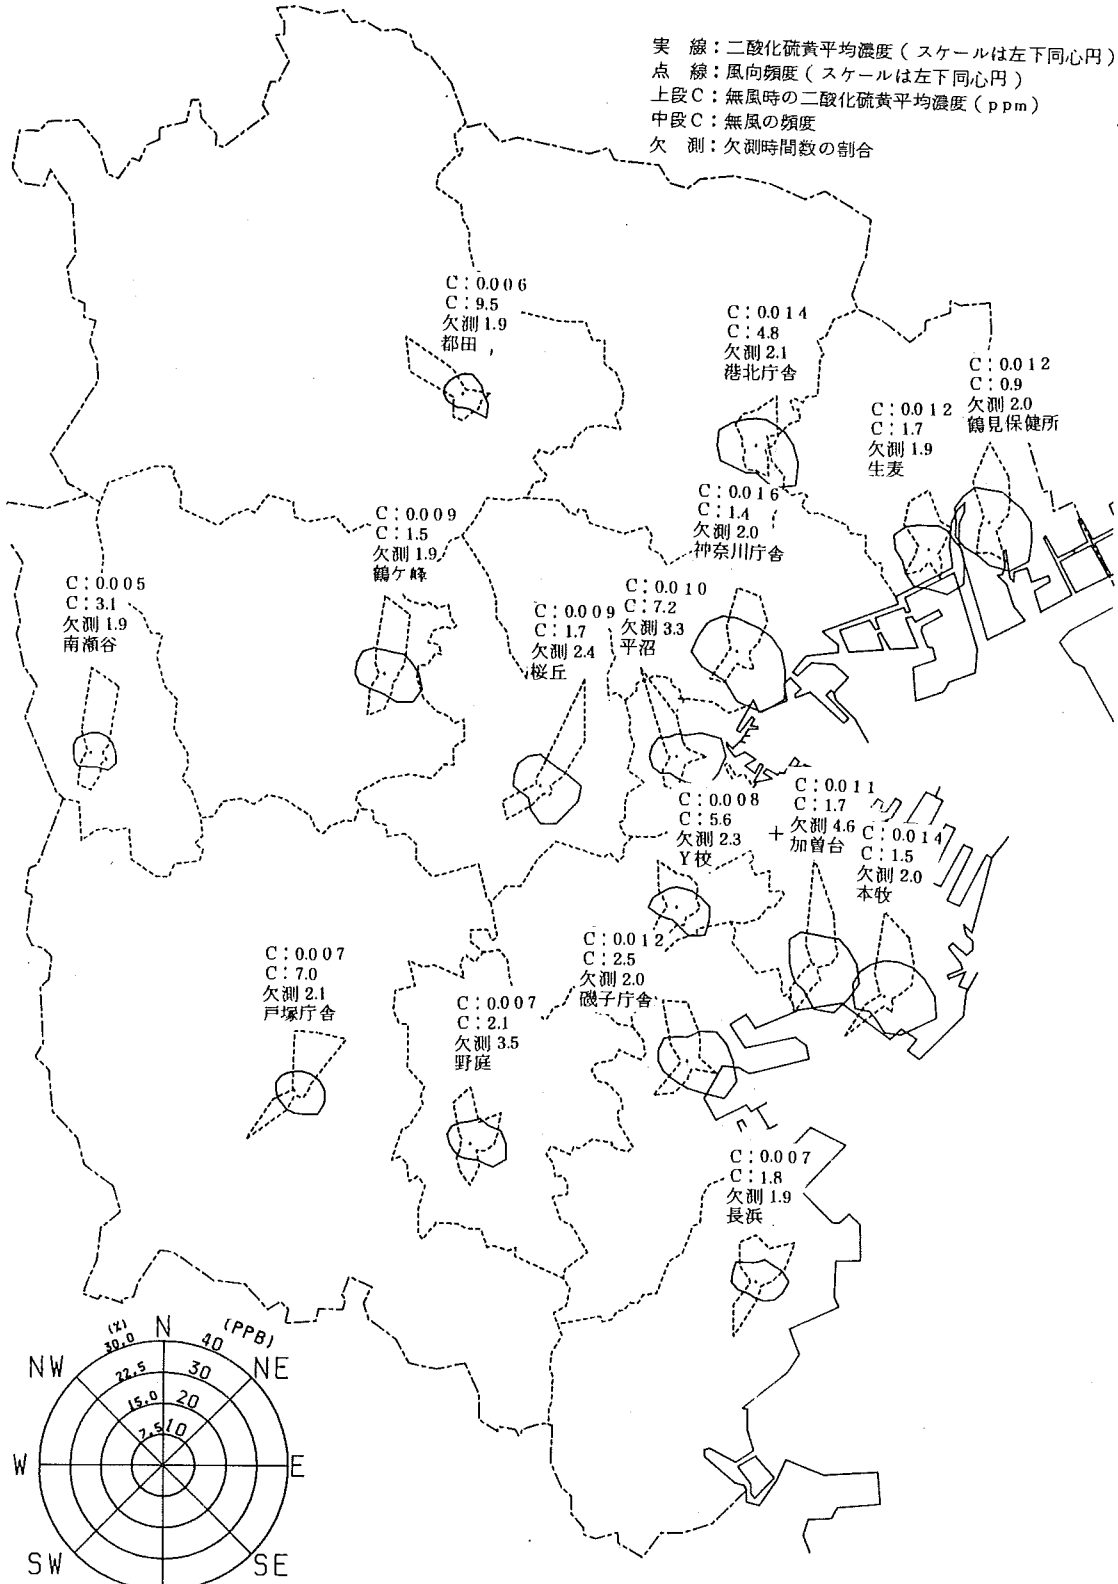 実 線：二酸化硫黄平均濃度（スケールは左下同心円）
点 線：風向頻度（スケールは左下同心円）
上段C：無風時の二酸化硫黄平均濃度（ppm）
中段C：無風の頻度
欠 測：欠測時間数の割合
C：0.006
C：9.5
欠測 1.9
都田
C：0.014
C：4.8
欠測 2.1
港北庁舎
C：0.012
C：0.9
欠測 2.0
鶴見保健所
C：0.012
C：1.7
欠測 1.9
生麦
C：0.016
C：1.4
欠測 2.0
神奈川庁舎
C：0.009
C：1.5
欠測 1.9
鶴ケ峰
C：0.005
C：3.1
欠測 1.9
南瀬谷
C：0.009
C：1.7
欠測 2.4
桜丘
C：0.010
C：7.2
欠測 3.3
平沼
C：0.008
C：5.6
欠測 2.3
Y校
C：0.011
C：1.7
欠測 4.6
加曽台
C：0.014
C：1.5
欠測 2.0
本牧
C：0.012
C：2.5
欠測 2.0
磯子庁舎
C：0.007
C：7.0
欠測 2.1
戸塚庁舎
C：0.007
C：2.1
欠測 3.5
野庭
C：0.007
C：1.8
欠測 1.9
長浜
(%) N (PPB)
30.0 40
NW 22.5 30 NE
15.0 20
7.5 10
W E
SW SE